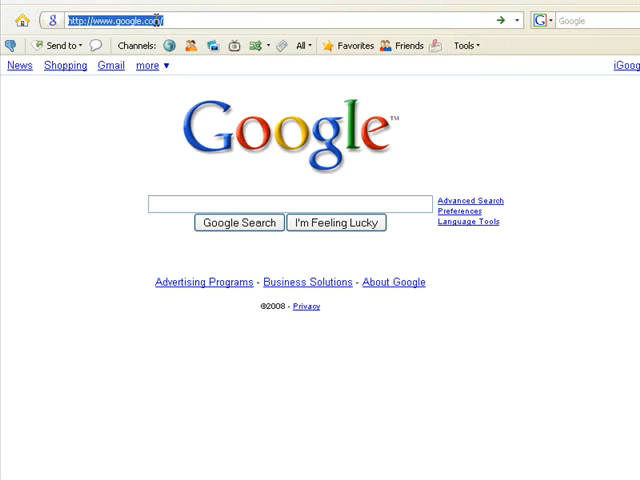 http://www.google.com/ Google
Send to Channels: All Favorites Friends Tools
News Shopping Gmail more ▼ iGoog
Google™
Advanced Search
Preferences
Language Tools
Google Search I'm Feeling Lucky
Advertising Programs - Business Solutions - About Google
©2008 - Privacy